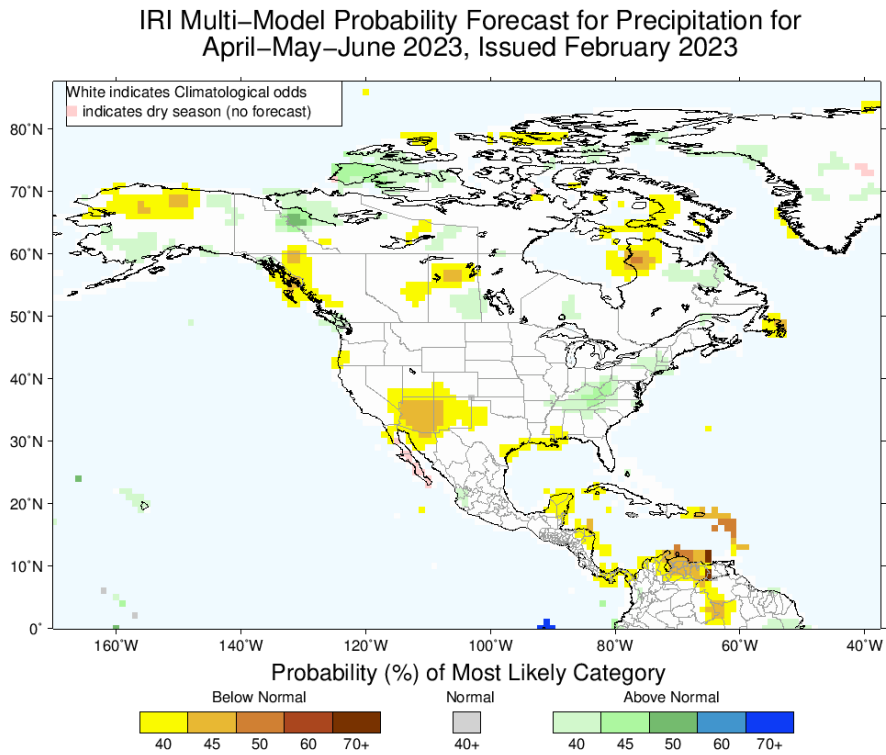 IRI Multi−Model Probability Forecast for Precipitation for
April−May−June 2023, Issued February 2023
White indicates Climatological odds
indicates dry season (no forecast)
80°N
70°N
60°N
50°N
40°N
30°N
20°N
10°N
0°
160°W 140°W 120°W 100°W 80°W 60°W 40°W
Probability (%) of Most Likely Category
Below Normal Normal Above Normal
40 45 50 60 70+ 40+ 40 45 50 60 70+